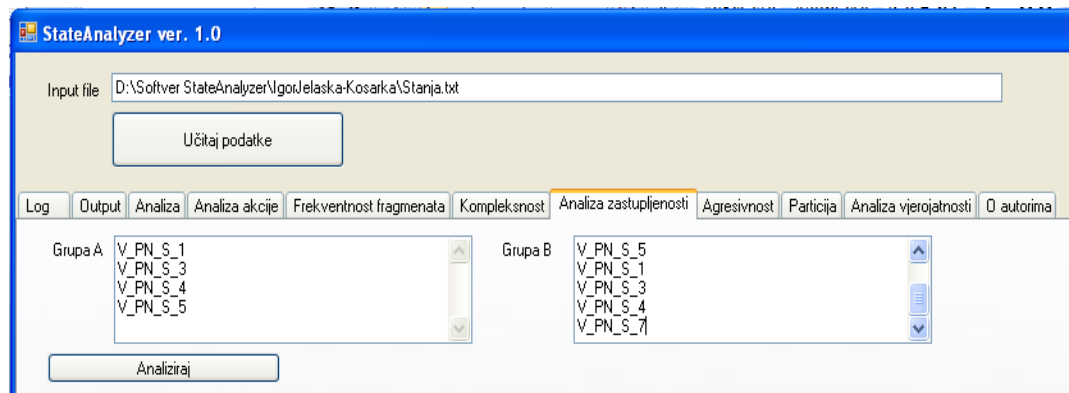 StateAnalyzer ver. 1.0
Input file D:\Softver StateAnalyzer\IgorJelaska-Kosarka\Stanja.txt
Učitaj podatke
Log Output Analiza Analiza akcije Frekventnost fragmenata Kompleksnost Analiza zastupljenosti Agresivnost Particija Analiza vjerojatnosti O autorima
Grupa A
V_PN_S_1
V_PN_S_3
V_PN_S_4
V_PN_S_5
Grupa B
V_PN_S_5
V_PN_S_1
V_PN_S_3
V_PN_S_4
V_PN_S_7
Analiziraj